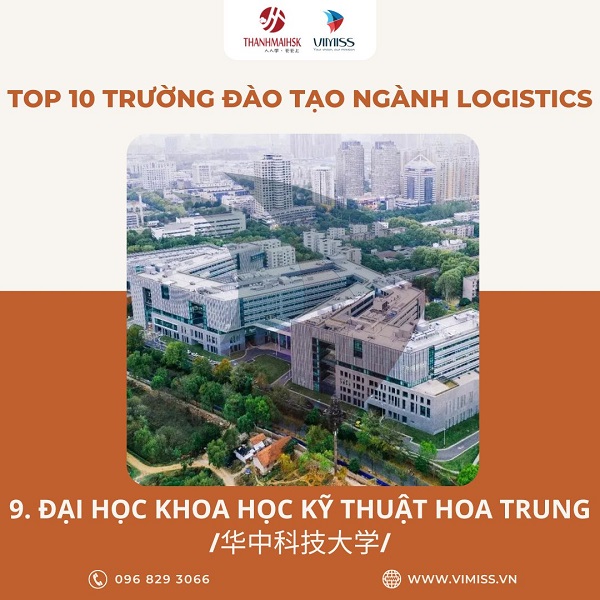 THANHMAIHSK
VIMISS
TOP 10 TRƯỜNG ĐÀO TẠO NGÀNH LOGISTICS
9. ĐẠI HỌC KHOA HỌC KỸ THUẬT HOA TRUNG
/华中科技大学/
096 829 3066
WWW.VIMISS.VN